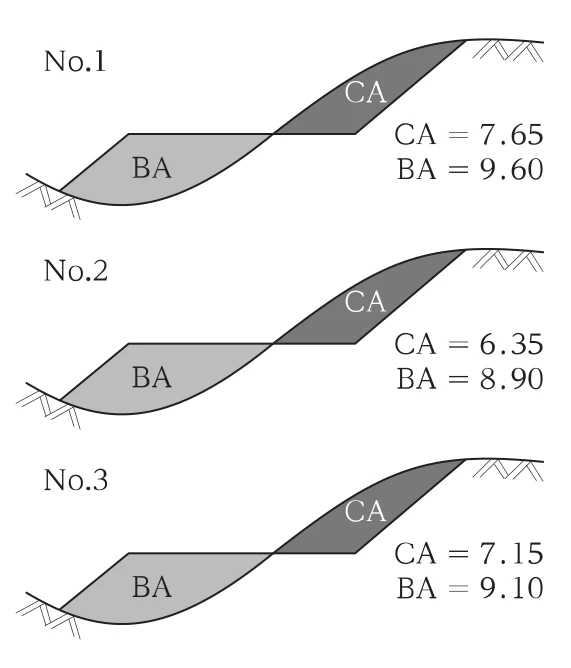 No.1
CA
BA
CA = 7.65
BA = 9.60
No.2
CA
BA
CA = 6.35
BA = 8.90
No.3
CA
BA
CA = 7.15
BA = 9.10